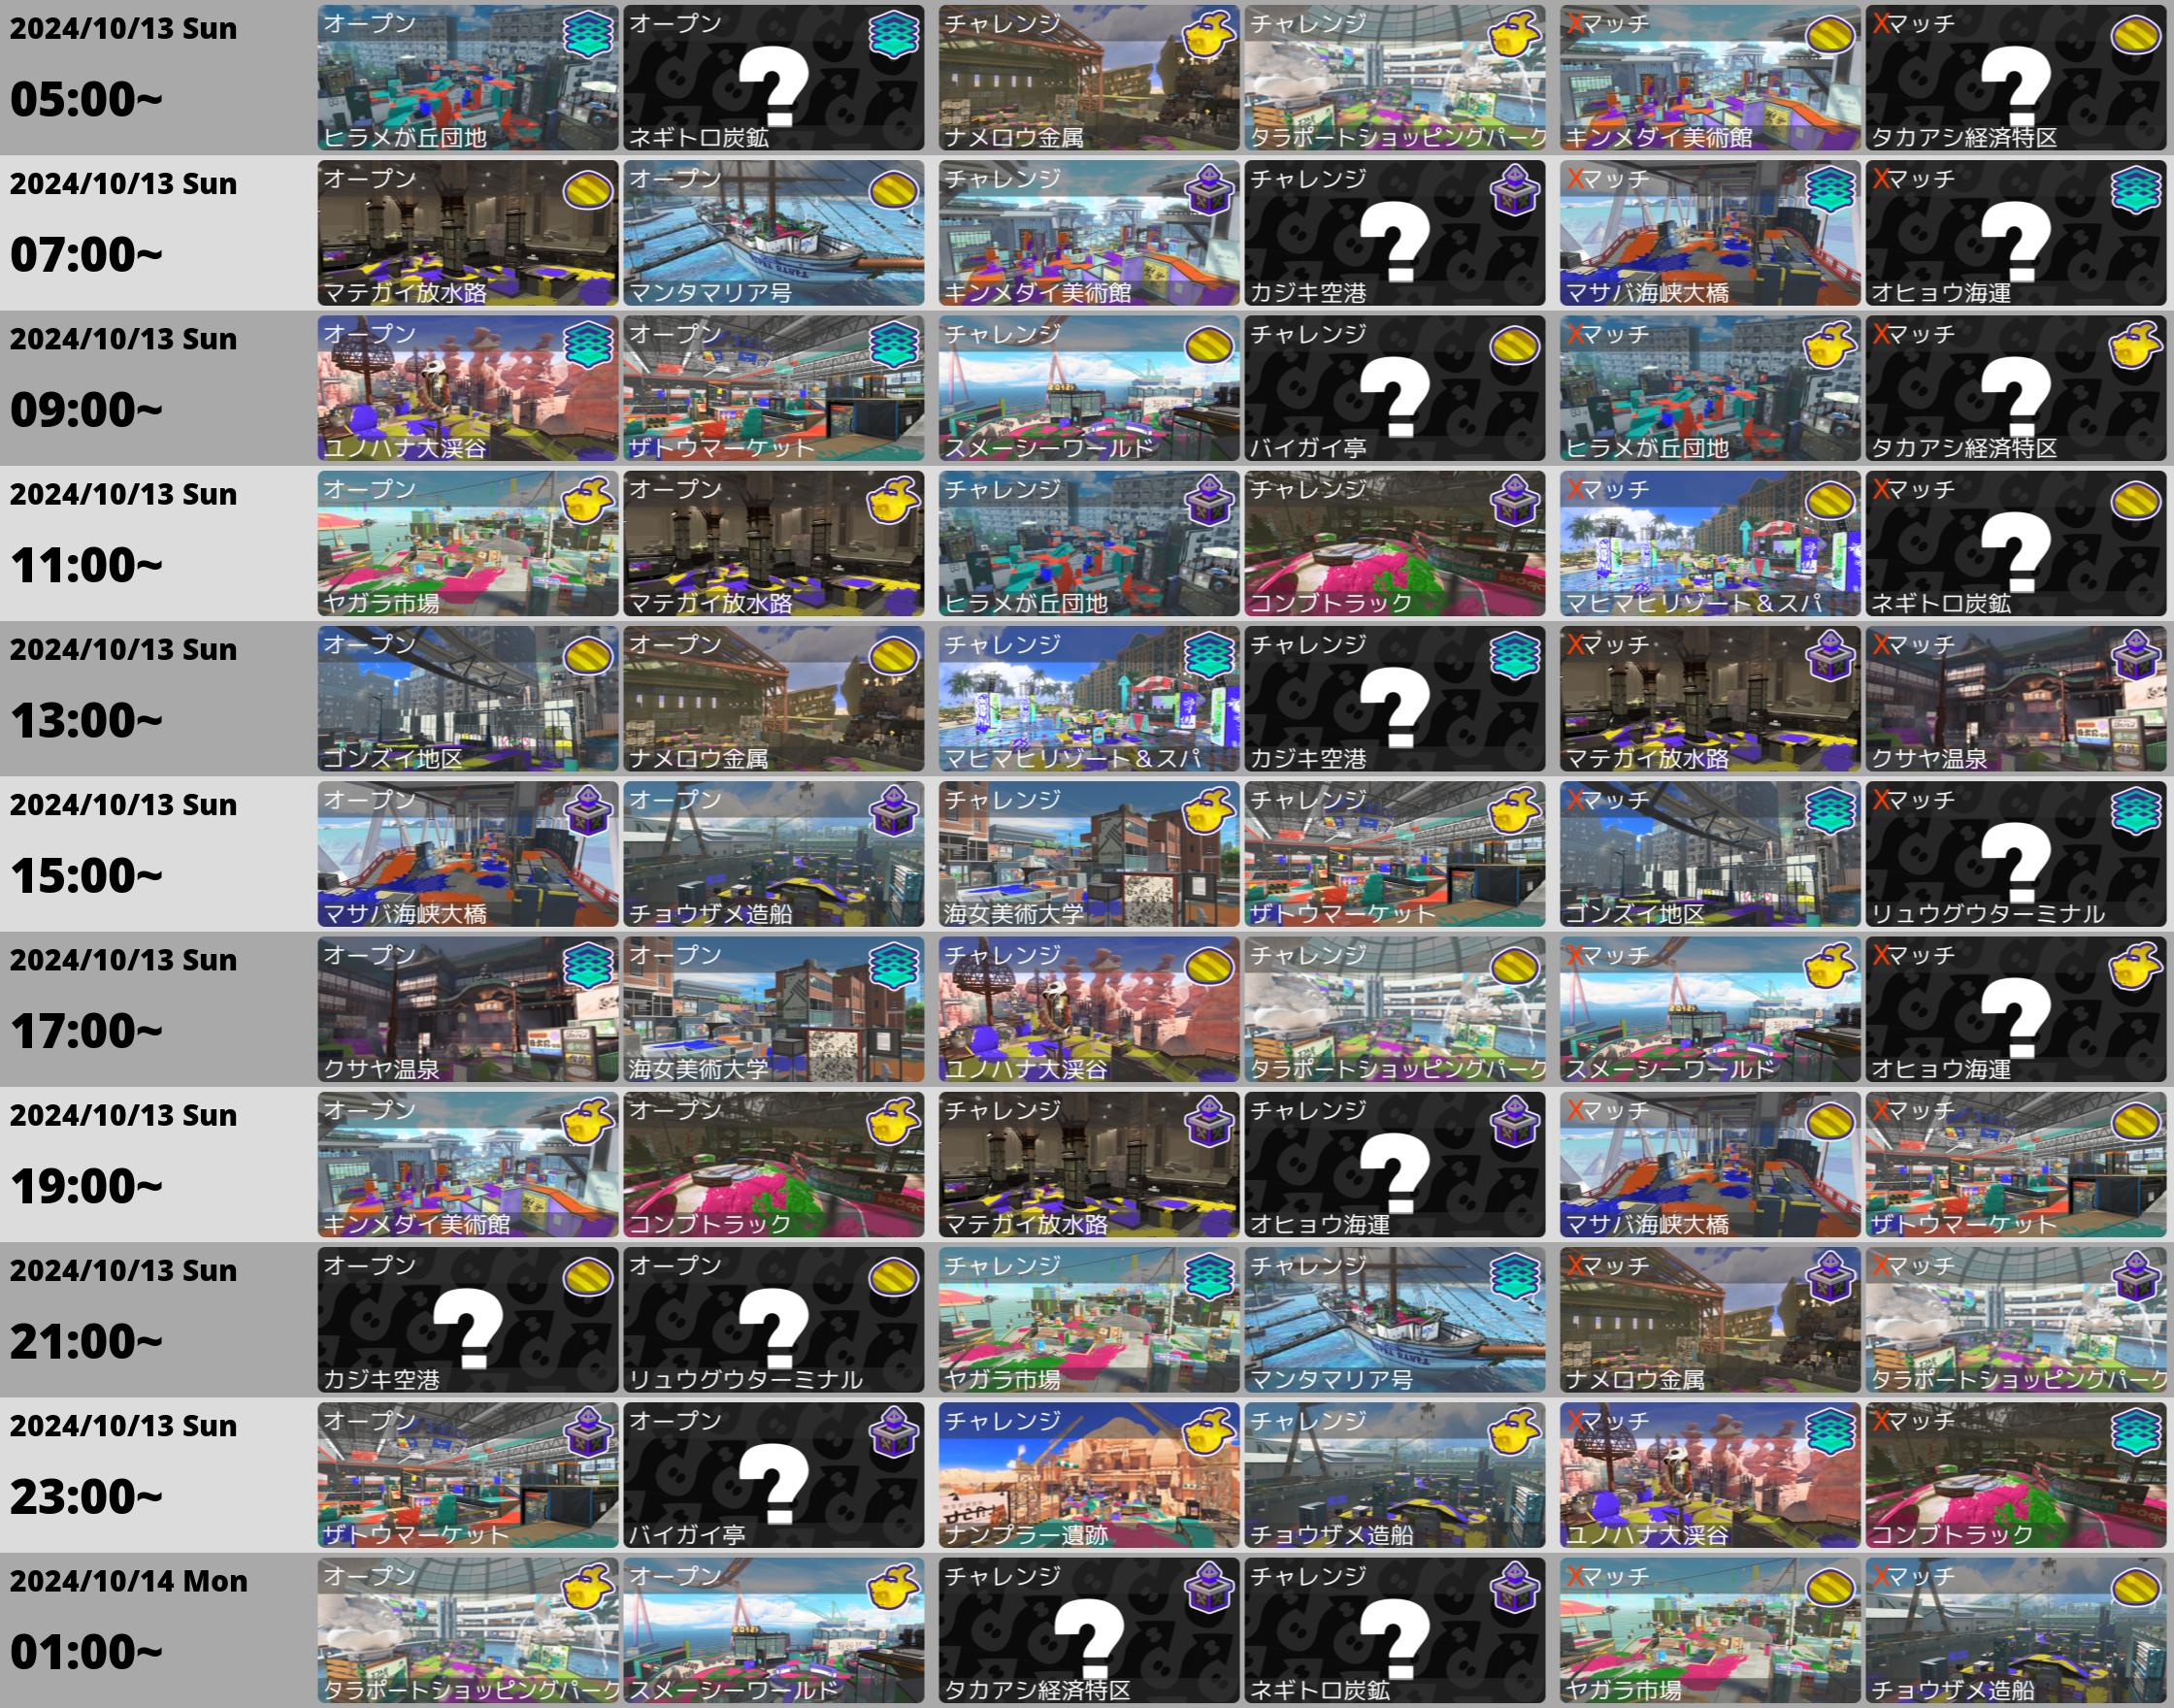 2024/10/13 Sun
05:00~
オープン
ヒラメが丘団地
オープン
ネギトロ炭鉱
チャレンジ
ナメロウ金属
チャレンジ
タラポートショッピングパーク
Xマッチ
キンメダイ美術館
Xマッチ
タカアシ経済特区
2024/10/13 Sun
07:00~
オープン
マテガイ放水路
オープン
マンタマリア号
チャレンジ
キンメダイ美術館
チャレンジ
カジキ空港
Xマッチ
マサバ海峡大橋
Xマッチ
オヒョウ海運
2024/10/13 Sun
09:00~
オープン
ユノハナ大渓谷
オープン
ザトウマーケット
チャレンジ
スメーシーワールド
チャレンジ
バイガイ亭
Xマッチ
ヒラメが丘団地
Xマッチ
タカアシ経済特区
2024/10/13 Sun
11:00~
オープン
ヤガラ市場
オープン
マテガイ放水路
チャレンジ
ヒラメが丘団地
チャレンジ
コンブトラック
Xマッチ
マヒマヒリゾート&スパ
Xマッチ
ネギトロ炭鉱
2024/10/13 Sun
13:00~
オープン
ゴンズイ地区
オープン
ナメロウ金属
チャレンジ
マヒマヒリゾート&スパ
チャレンジ
カジキ空港
Xマッチ
マテガイ放水路
Xマッチ
クサヤ温泉
2024/10/13 Sun
15:00~
オープン
マサバ海峡大橋
オープン
チョウザメ造船
チャレンジ
海女美術大学
チャレンジ
ザトウマーケット
Xマッチ
ゴンズイ地区
Xマッチ
リュウグウターミナル
2024/10/13 Sun
17:00~
オープン
クサヤ温泉
オープン
海女美術大学
チャレンジ
ユノハナ大渓谷
チャレンジ
タラポートショッピングパーク
Xマッチ
スメーシーワールド
Xマッチ
オヒョウ海運
2024/10/13 Sun
19:00~
オープン
キンメダイ美術館
オープン
コンブトラック
チャレンジ
マテガイ放水路
チャレンジ
オヒョウ海運
Xマッチ
マサバ海峡大橋
Xマッチ
ザトウマーケット
2024/10/13 Sun
21:00~
オープン
カジキ空港
オープン
リュウグウターミナル
チャレンジ
ヤガラ市場
チャレンジ
マンタマリア号
Xマッチ
ナメロウ金属
Xマッチ
タラポートショッピングパーク
2024/10/13 Sun
23:00~
オープン
ザトウマーケット
オープン
バイガイ亭
チャレンジ
ナンプラー遺跡
チャレンジ
チョウザメ造船
Xマッチ
ユノハナ大渓谷
Xマッチ
コンブトラック
2024/10/14 Mon
01:00~
オープン
タラポートショッピングパーク
オープン
スメーシーワールド
チャレンジ
タカアシ経済特区
チャレンジ
ネギトロ炭鉱
Xマッチ
ヤガラ市場
Xマッチ
チョウザメ造船